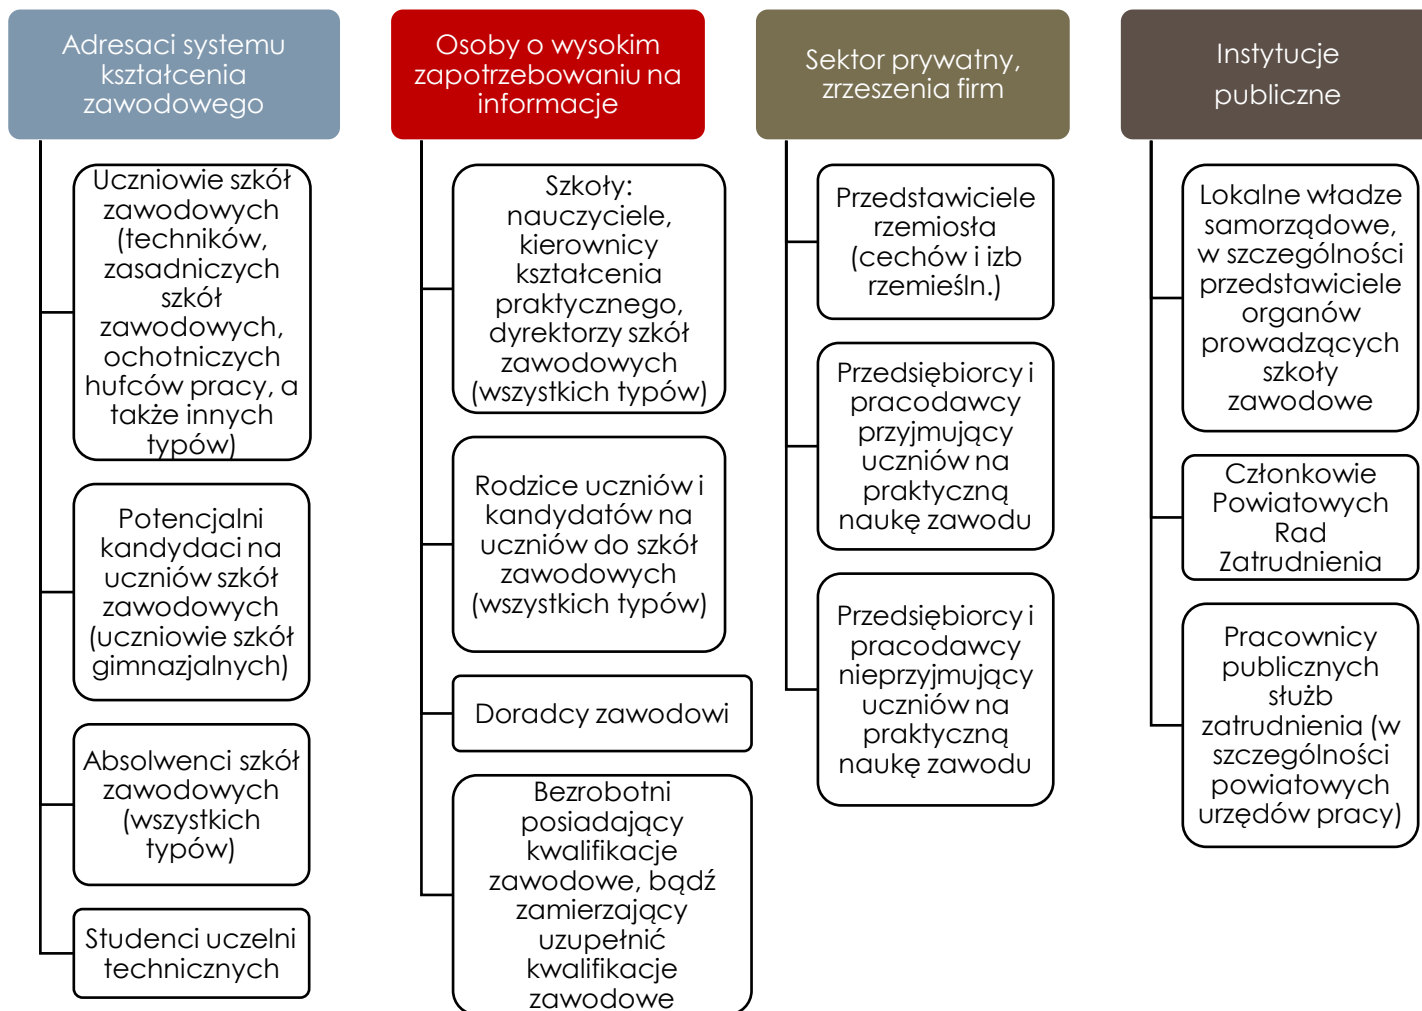 Adresaci systemu
kształcenia
zawodowego
Uczniowie szkół
zawodowych
(techników,
zasadniczych
szkół
zawodowych,
ochotniczych
hufców pracy, a
także innych
typów)
Potencjalni
kandydaci na
uczniów szkół
zawodowych
(uczniowie szkół
gimnazjalnych)
Absolwenci szkół
zawodowych
(wszystkich
typów)
Studenci uczelni
technicznych
Osoby o wysokim
zapotrzebowaniu na
informacje
Szkoły:
nauczyciele,
kierownicy
kształcenia
praktycznego,
dyrektorzy szkół
zawodowych
(wszystkich typów)
Rodzice uczniów i
kandydatów na
uczniów do szkół
zawodowych
(wszystkich typów)
Doradcy zawodowi
Bezrobotni
posiadający
kwalifikacje
zawodowe, bądź
zamierzający
uzupełnić
kwalifikacje
zawodowe
Sektor prywatny,
zrzeszenia firm
Przedstawiciele
rzemiosła
(cechów i izb
rzemieśln.)
Przedsiębiorcy i
pracodawcy
przyjmujący
uczniów na
praktyczną
naukę zawodu
Przedsiębiorcy i
pracodawcy
nieprzyjmujący
uczniów na
praktyczną
naukę zawodu
Instytucje
publiczne
Lokalne władze
samorządowe,
w szczególności
przedstawiciele
organów
prowadzących
szkoły
zawodowe
Członkowie
Powiatowych
Rad
Zatrudnienia
Pracownicy
publicznych
służb
zatrudnienia (w
szczególności
powiatowych
urzędów pracy)